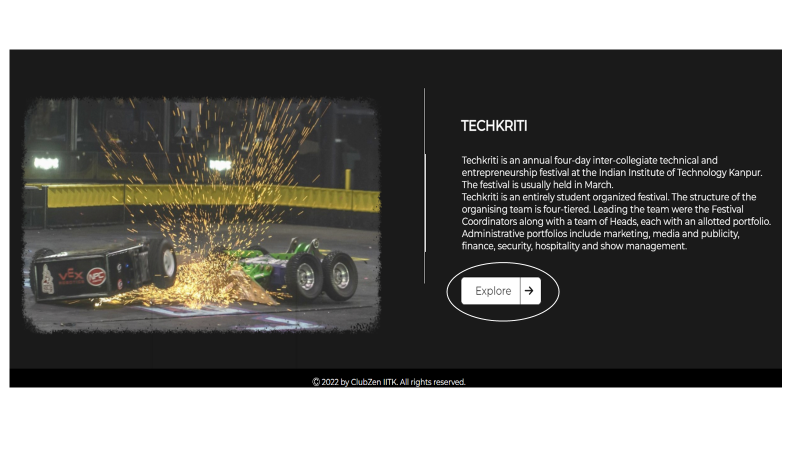 TECHKRITI
Techkriti is an annual four-day inter-collegiate technical and
entrepreneurship festival at the Indian Institute of Technology Kanpur.
The festival is usually held in March.
Techkriti is an entirely student organized festival. The structure of the
organising team is four-tiered. Leading the team were the Festival
Coordinators along with a team of Heads, each with an allotted portfolio.
Administrative portfolios include marketing, media and publicity,
finance, security, hospitality and show management.
VEX
Explore →
© 2022 by ClubZen IITK. All rights reserved.